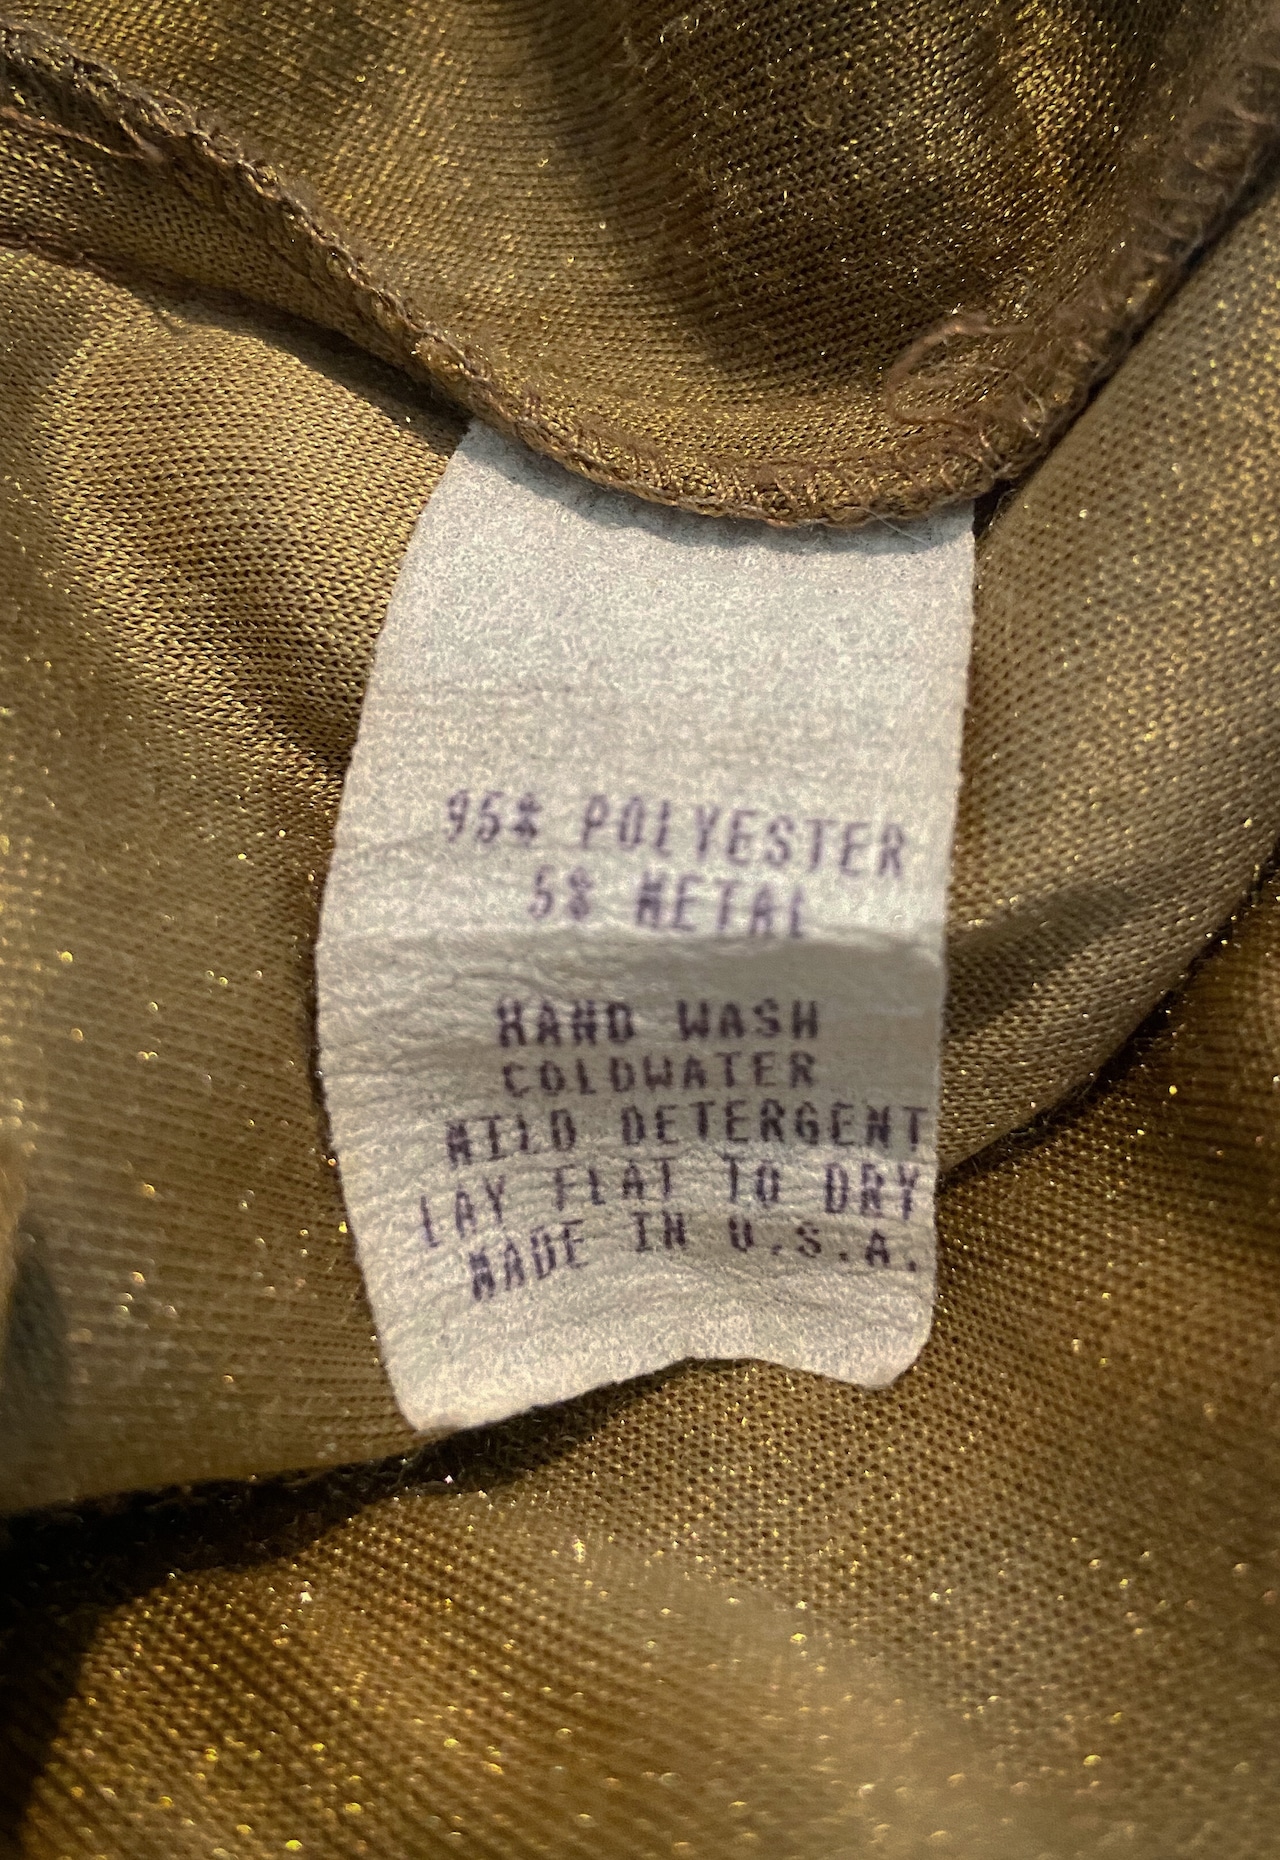 95% POLYESTER
5% METAL
HAND WASH
COLDWATER
MILD DETERGENT
LAY FLAT TO DRY
MADE IN U.S.A.